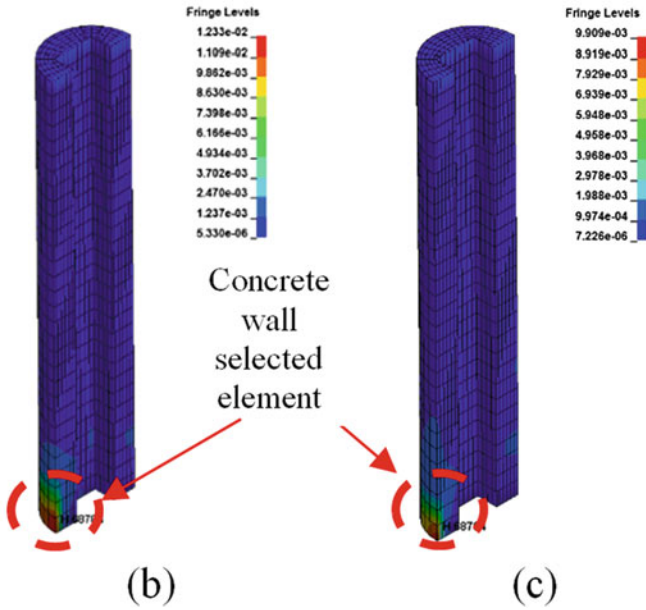 Fringe Levels
1.233e-02
1.109e-02
9.862e-03
8.630e-03
7.398e-03
6.166e-03
4.934e-03
3.702e-03
2.470e-03
1.237e-03
5.330e-06
Fringe Levels
9.909e-03
8.919e-03
7.929e-03
6.939e-03
5.948e-03
4.958e-03
3.968e-03
2.978e-03
1.988e-03
9.974e-04
7.226e-06
Concrete
wall
selected
element
(b)
(c)